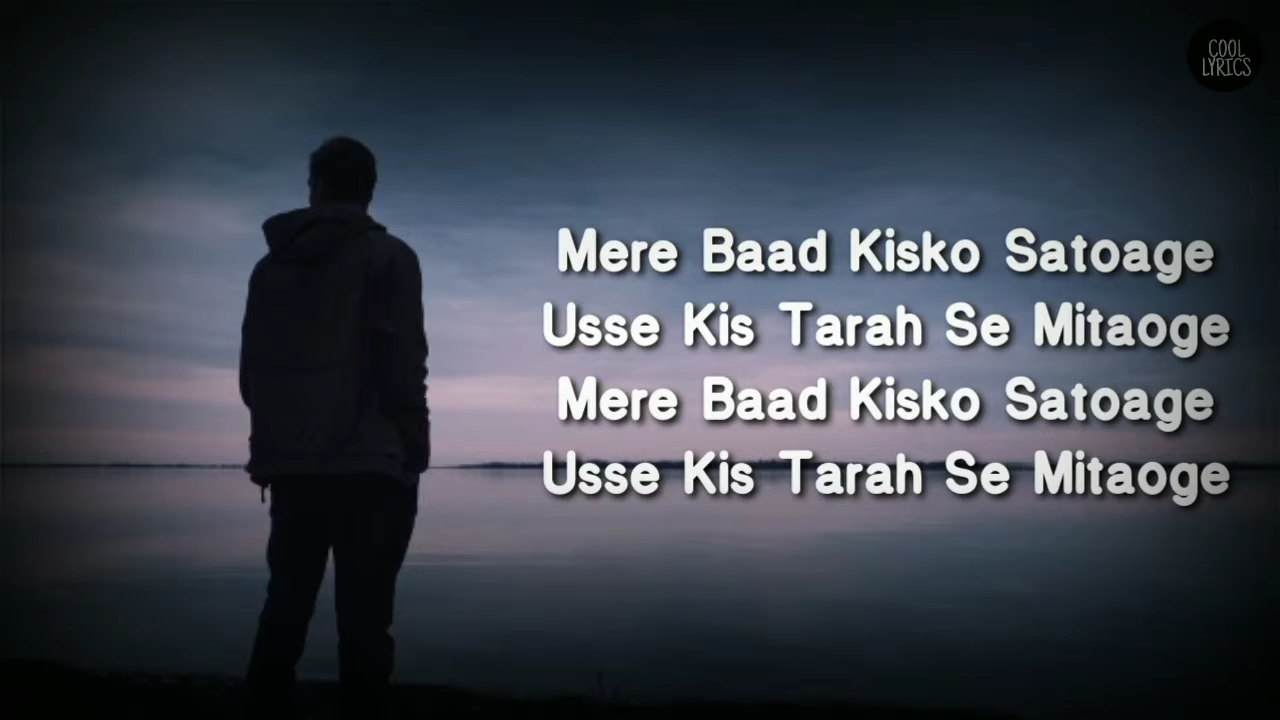 COOL
LYRICS
Mere Baad Kisko Satoage
Usse Kis Tarah Se Mitaoge
Mere Baad Kisko Satoage
Usse Kis Tarah Se Mitaoge